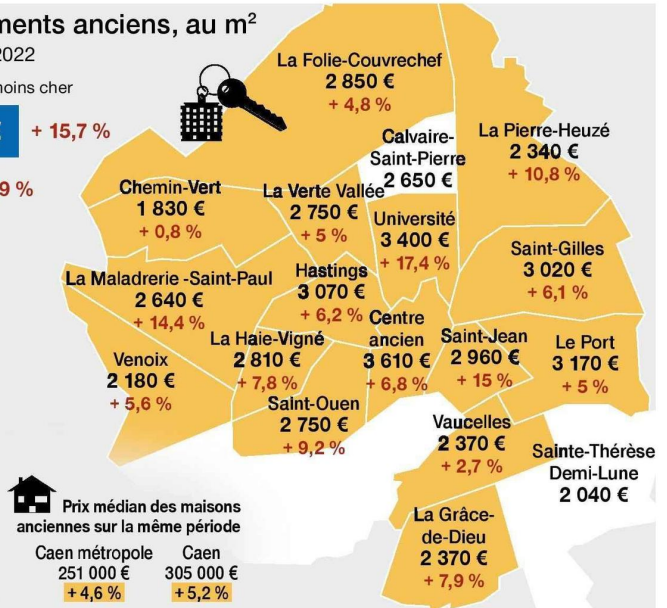 ments anciens, au m²
2022
moins cher
+ 15,7 %
9 %
La Folie-Couvrechef
2 850 €
+ 4,8 %
Calvaire-
Saint-Pierre
2 650 €
La Pierre-Heuzé
2 340 €
+ 10,8 %
Chemin-Vert
1 830 €
+ 0,8 %
La Verte Vallée
2 750 €
+ 5 %
Université
3 400 €
+ 17,4 %
Saint-Gilles
3 020 €
+ 6,1 %
La Maladrerie -Saint-Paul
2 640 €
+ 14,4 %
Hastings
3 070 €
+ 6,2 %
La Haie-Vigné
2 810 €
+ 7,8 %
Centre
ancien
3 610 €
+ 6,8 %
Saint-Jean
2 960 €
+ 15 %
Le Port
3 170 €
+ 5 %
Venoix
2 180 €
+ 5,6 %
Saint-Ouen
2 750 €
+ 9,2 %
Vaucelles
2 370 €
+ 2,7 %
Sainte-Thérèse
Demi-Lune
2 040 €
La Grâce-
de-Dieu
2 370 €
+ 7,9 %
Prix médian des maisons
anciennes sur la même période
Caen métropole
251 000 €
+ 4,6 %
Caen
305 000 €
+ 5,2 %